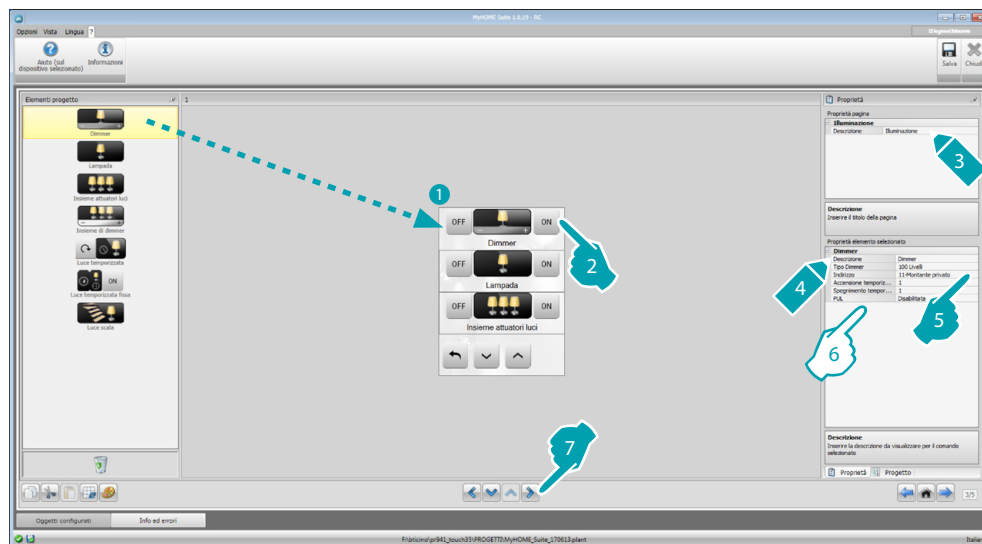 MyHOME Suite 1.0.19 - RC
Opzioni Vista Lingua ?
Aiuto (sul dispositivo selezionato)
Informazioni
Salva
Chiudi
Elementi progetto
1
Dimmer
Lampada
Insieme attuatori luci
Insieme di dimmer
Luce temporizzata
ON
Luce temporizzata fissa
Luce scala
1
OFF
ON
Dimmer
2
OFF
ON
Lampada
OFF
ON
Insieme attuatori luci
7
Proprietà
Proprietà pagina
Illuminazione
Descrizione Illuminazione
3
Descrizione
Inserire il titolo della pagina
Proprietà elemento selezionato
Dimmer
Descrizione Dimmer
Tipo Dimmer 100 Livelli
Indirizzo 11-Montante privato
Accensione temporiz... 1
Spegnimento tempor... 1
PUL Disabilitata
4
5
6
Descrizione
Inserire la descrizione da visualizzare per il comando
selezionato
Proprietà Progetto
3/5
Oggetti configurati
Info ed errori
F:\bticino\pr941_touch35\PROGETTI\MyHOME_Suite_170613.plant